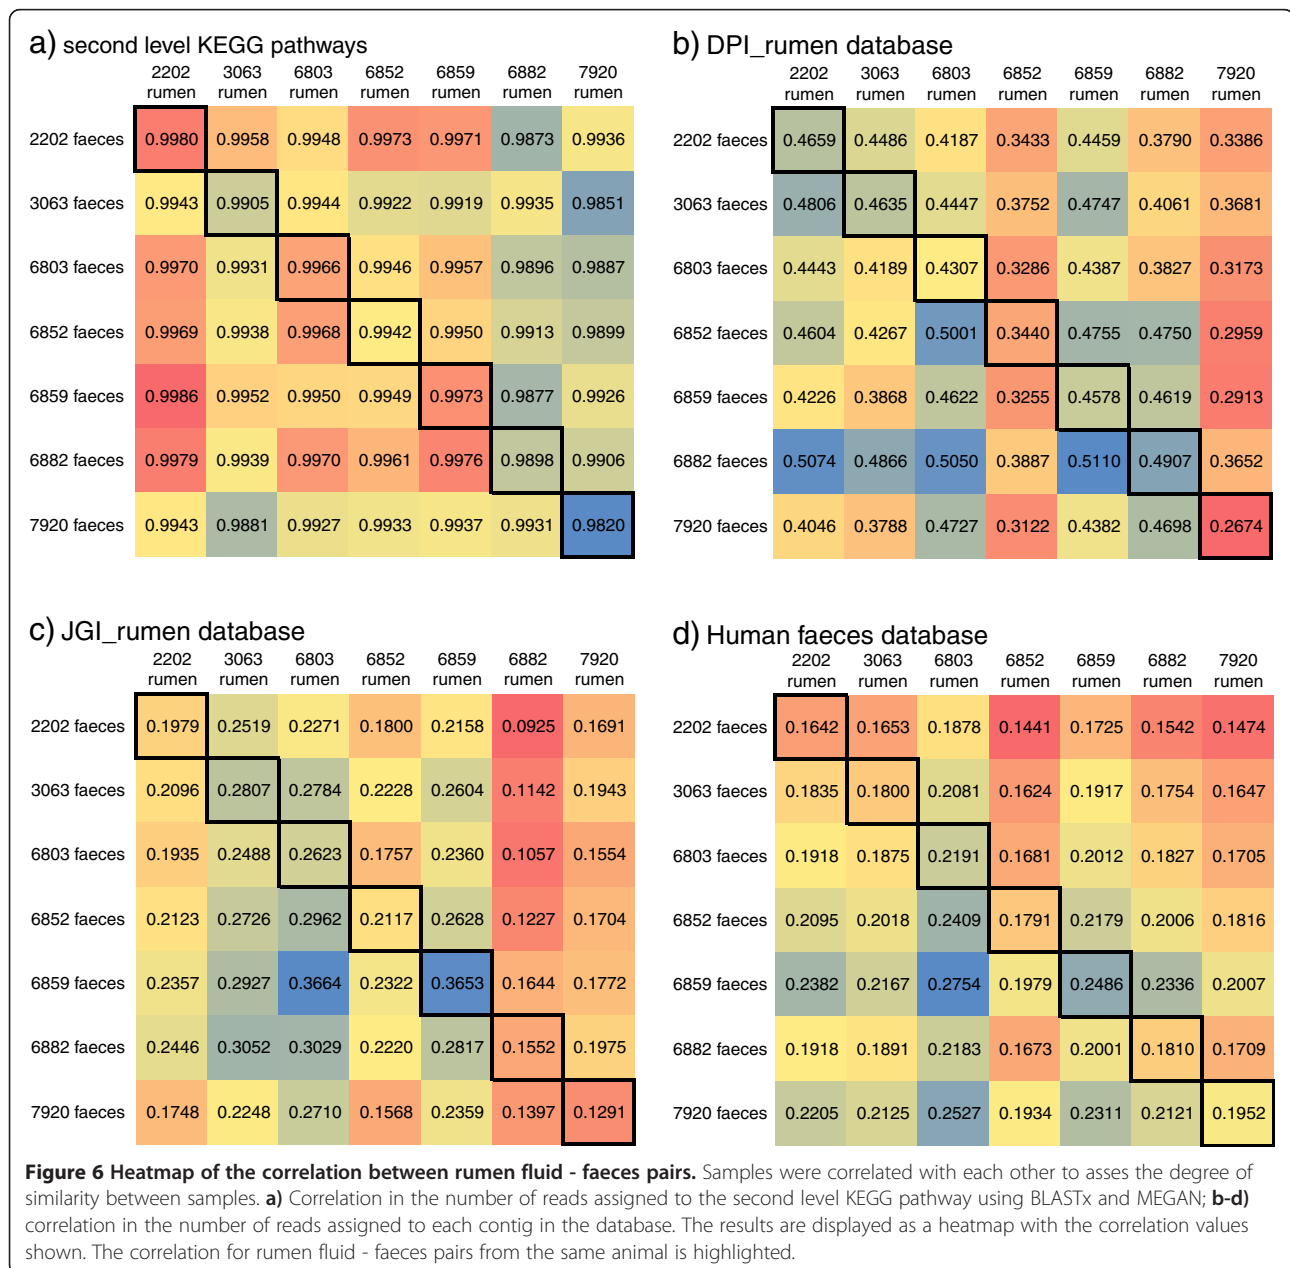 a) second level KEGG pathways
2202 3063 6803 6852 6859 6882 7920
rumen rumen rumen rumen rumen rumen rumen
2202 faeces 0.9980 0.9958 0.9948 0.9973 0.9971 0.9873 0.9936
3063 faeces 0.9943 0.9905 0.9944 0.9922 0.9919 0.9935 0.9851
6803 faeces 0.9970 0.9931 0.9966 0.9946 0.9957 0.9896 0.9887
6852 faeces 0.9969 0.9938 0.9968 0.9942 0.9950 0.9913 0.9899
6859 faeces 0.9986 0.9952 0.9950 0.9949 0.9973 0.9877 0.9926
6882 faeces 0.9979 0.9939 0.9970 0.9961 0.9976 0.9898 0.9906
7920 faeces 0.9943 0.9881 0.9927 0.9933 0.9937 0.9931 0.9820
b) DPI_rumen database
2202 3063 6803 6852 6859 6882 7920
rumen rumen rumen rumen rumen rumen rumen
2202 faeces 0.4659 0.4486 0.4187 0.3433 0.4459 0.3790 0.3386
3063 faeces 0.4806 0.4635 0.4447 0.3752 0.4747 0.4061 0.3681
6803 faeces 0.4443 0.4189 0.4307 0.3286 0.4387 0.3827 0.3173
6852 faeces 0.4604 0.4267 0.5001 0.3440 0.4755 0.4750 0.2959
6859 faeces 0.4226 0.3868 0.4622 0.3255 0.4578 0.4619 0.2913
6882 faeces 0.5074 0.4866 0.5050 0.3887 0.5110 0.4907 0.3652
7920 faeces 0.4046 0.3788 0.4727 0.3122 0.4382 0.4698 0.2674
c) JGI_rumen database
2202 3063 6803 6852 6859 6882 7920
rumen rumen rumen rumen rumen rumen rumen
2202 faeces 0.1979 0.2519 0.2271 0.1800 0.2158 0.0925 0.1691
3063 faeces 0.2096 0.2807 0.2784 0.2228 0.2604 0.1142 0.1943
6803 faeces 0.1935 0.2488 0.2623 0.1757 0.2360 0.1057 0.1554
6852 faeces 0.2123 0.2726 0.2962 0.2117 0.2628 0.1227 0.1704
6859 faeces 0.2357 0.2927 0.3664 0.2322 0.3653 0.1644 0.1772
6882 faeces 0.2446 0.3052 0.3029 0.2220 0.2817 0.1552 0.1975
7920 faeces 0.1748 0.2248 0.2710 0.1568 0.2359 0.1397 0.1291
d) Human faeces database
2202 3063 6803 6852 6859 6882 7920
rumen rumen rumen rumen rumen rumen rumen
2202 faeces 0.1642 0.1653 0.1878 0.1441 0.1725 0.1542 0.1474
3063 faeces 0.1835 0.1800 0.2081 0.1624 0.1917 0.1754 0.1647
6803 faeces 0.1918 0.1875 0.2191 0.1681 0.2012 0.1827 0.1705
6852 faeces 0.2095 0.2018 0.2409 0.1791 0.2179 0.2006 0.1816
6859 faeces 0.2382 0.2167 0.2754 0.1979 0.2486 0.2336 0.2007
6882 faeces 0.1918 0.1891 0.2183 0.1673 0.2001 0.1810 0.1709
7920 faeces 0.2205 0.2125 0.2527 0.1934 0.2311 0.2121 0.1952
Figure 6 Heatmap of the correlation between rumen fluid - faeces pairs. Samples were correlated with each other to asses the degree of
similarity between samples. a) Correlation in the number of reads assigned to the second level KEGG pathway using BLASTx and MEGAN; b-d)
correlation in the number of reads assigned to each contig in the database. The results are displayed as a heatmap with the correlation values
shown. The correlation for rumen fluid - faeces pairs from the same animal is highlighted.